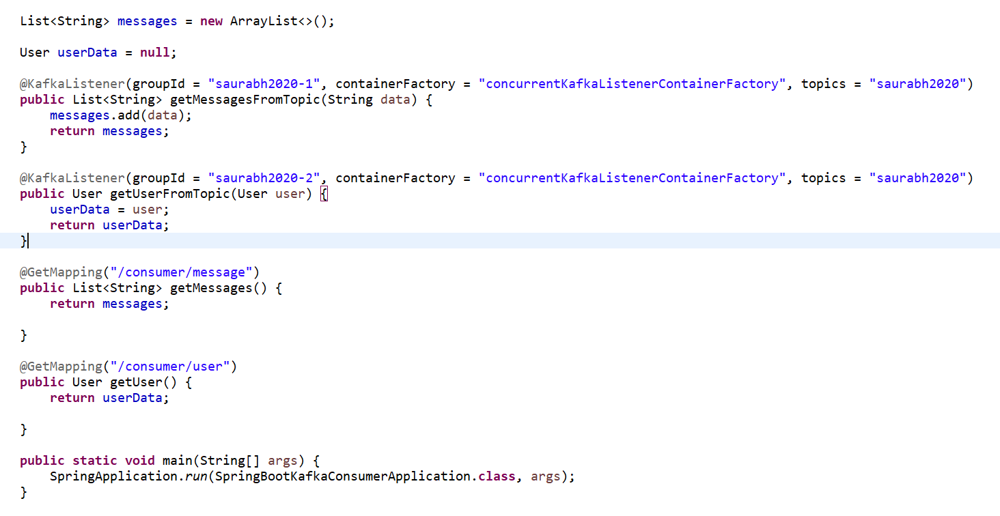 List<String> messages = new ArrayList<>();
User userData = null;
@KafkaListener(groupId = "saurabh2020-1", containerFactory = "concurrentKafkaListenerContainerFactory", topics = "saurabh2020")
public List<String> getMessagesFromTopic(String data) {
messages.add(data);
return messages;
}
@KafkaListener(groupId = "saurabh2020-2", containerFactory = "concurrentKafkaListenerContainerFactory", topics = "saurabh2020")
public User getUserFromTopic(User user) {
userData = user;
return userData;
}
@GetMapping("/consumer/message")
public List<String> getMessages() {
return messages;
}
@GetMapping("/consumer/user")
public User getUser() {
return userData;
}
public static void main(String[] args) {
SpringApplication.run(SpringBootKafkaConsumerApplication.class, args);
}